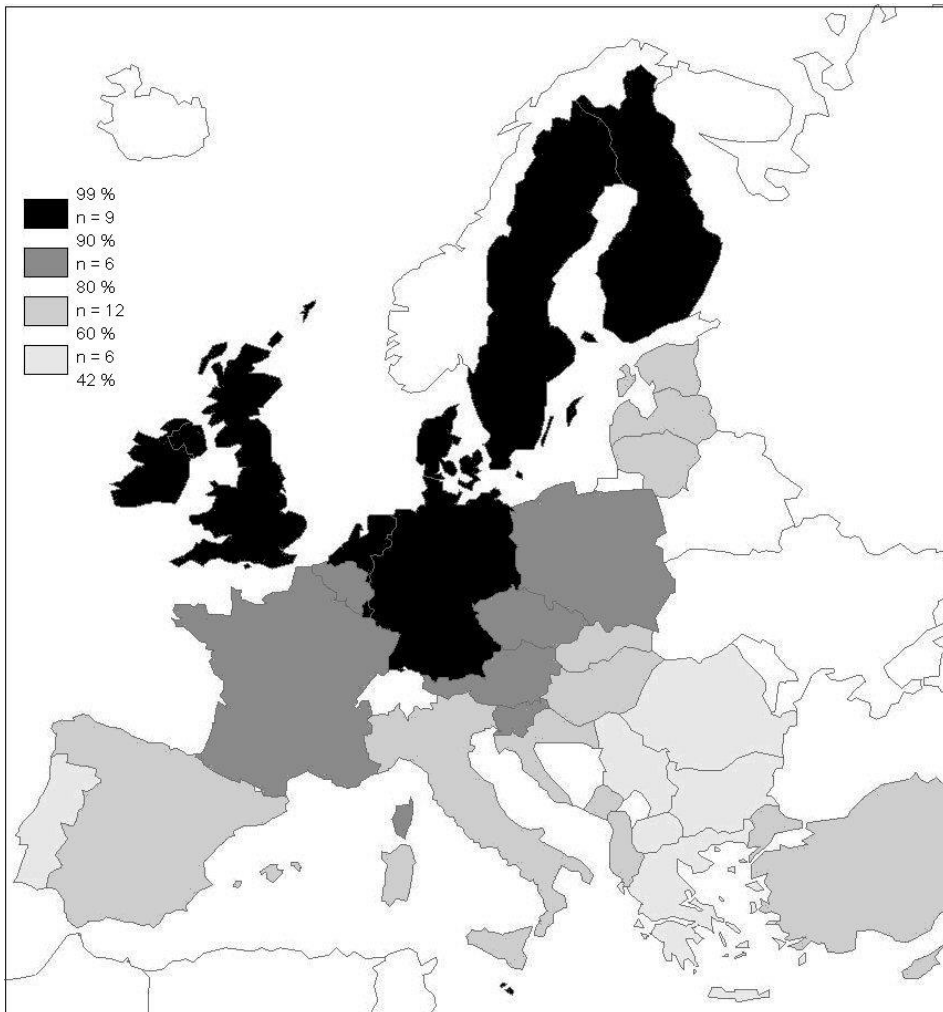 99 %
n = 9
90 %
n = 6
80 %
n = 12
60 %
n = 6
42 %